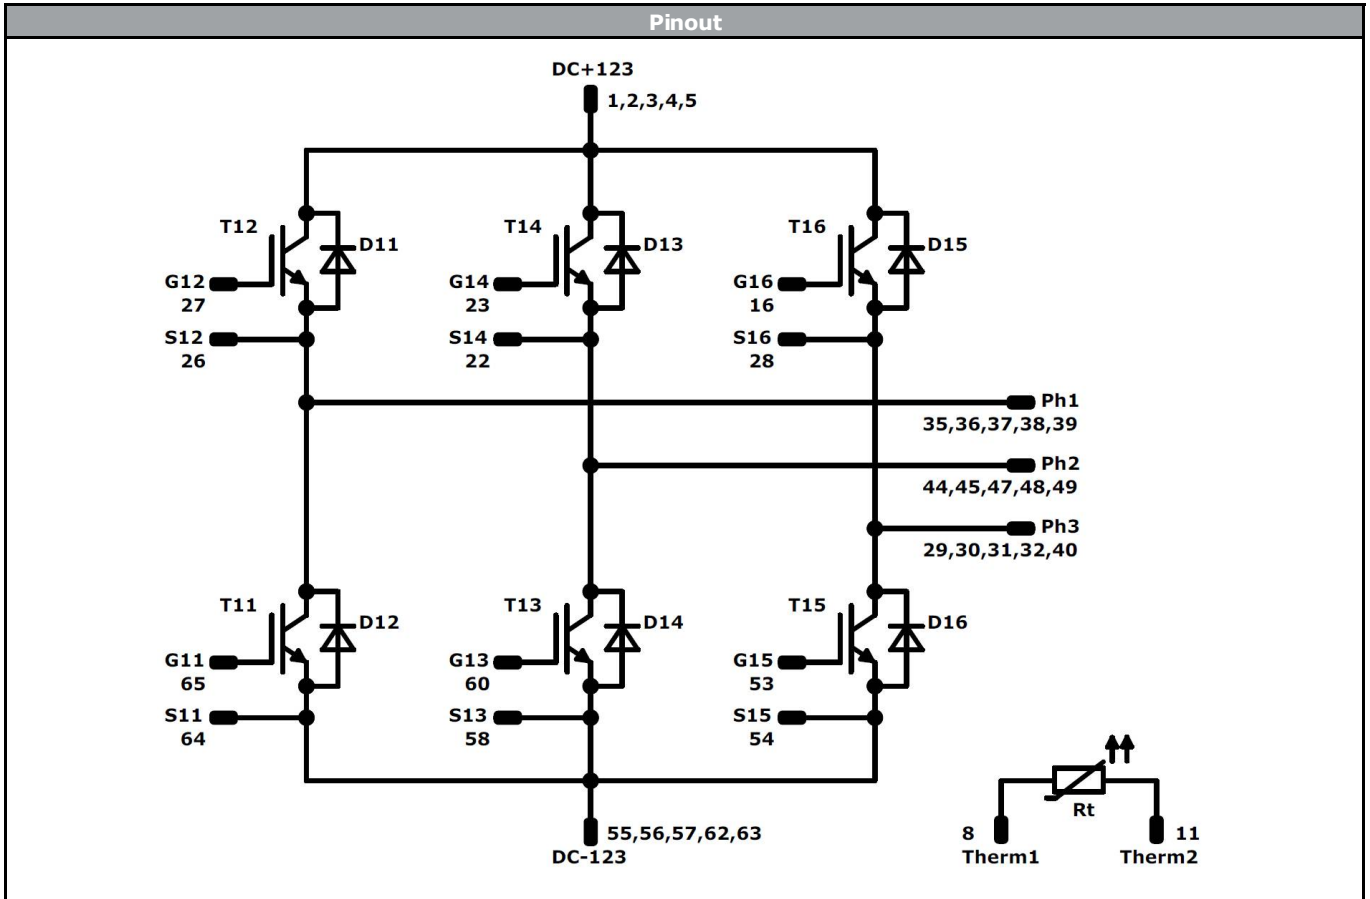 Pinout
DC+123
1,2,3,4,5
T12
D11
T14
D13
T16
D15
G12
27
G14
23
G16
16
S12
26
S14
22
S16
28
Ph1
35,36,37,38,39
Ph2
44,45,47,48,49
Ph3
29,30,31,32,40
T11
D12
T13
D14
T15
D16
G11
65
G13
60
G15
53
S11
64
S13
58
S15
54
Rt
55,56,57,62,63
DC-123
8
Therm1
11
Therm2